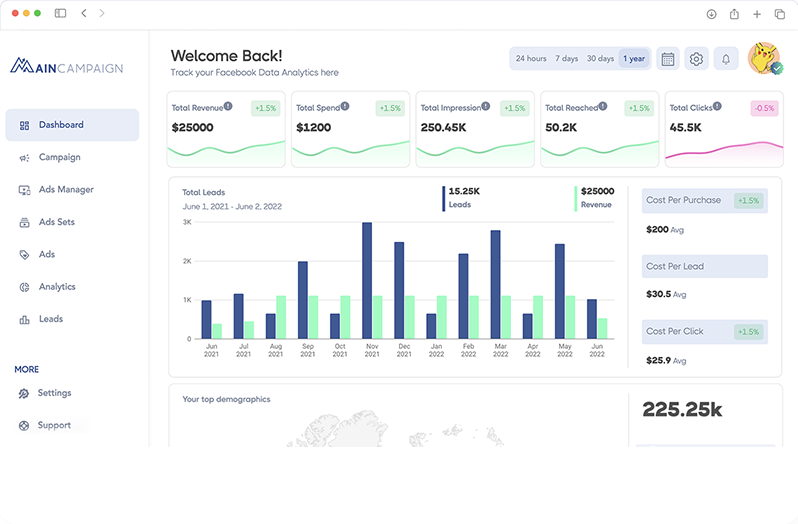 Welcome Back!
Track your Facebook Data Analytics here
24 hours 7 days 30 days 1 year
AINCAMPAIGN
Dashboard
Campaign
Ads Manager
Ads Sets
Ads
Analytics
Leads
MORE
Settings
Support
Total Revenue +1.5%
$25000
Total Spend +1.5%
$1200
Total Impression +1.5%
250.45K
Total Reached +1.5%
50.2K
Total Clicks -0.5%
45.5K
Total Leads
June 1, 2021 - June 2, 2022
15.25K
Leads
$25000
Revenue
3K
2K
1K
0
Jun 2021
Jul 2021
Aug 2021
Sep 2021
Oct 2021
Nov 2021
Dec 2021
Jan 2022
Feb 2022
Mar 2022
Apr 2022
May 2022
Jun 2022
Cost Per Purchase +1.5%
$200 Avg
Cost Per Lead
$30.5 Avg
Cost Per Click +1.5%
$25.9 Avg
Your top demographics
225.25k